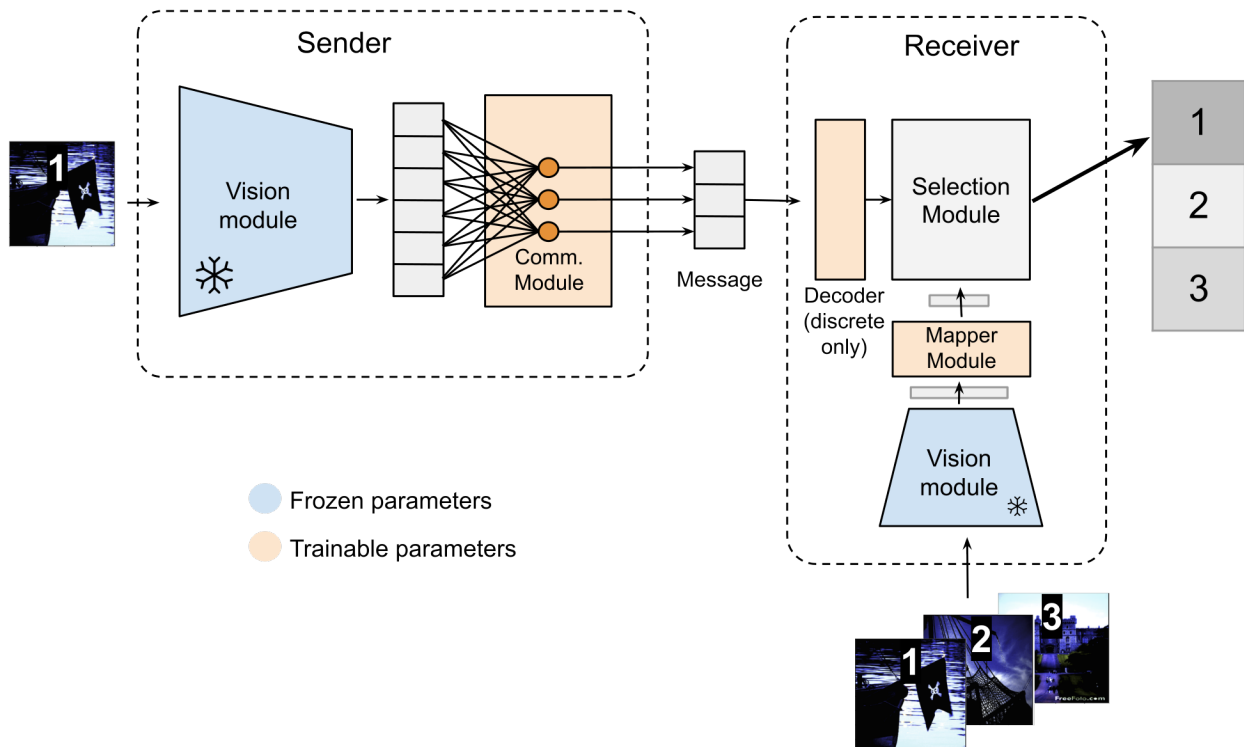 Sender
Receiver
1
Vision
module
Comm.
Module
Message
Decoder
(discrete
only)
Selection
Module
Mapper
Module
Vision
module
1
2
3
Frozen parameters
Trainable parameters
1
2
3
FreeFoto.com